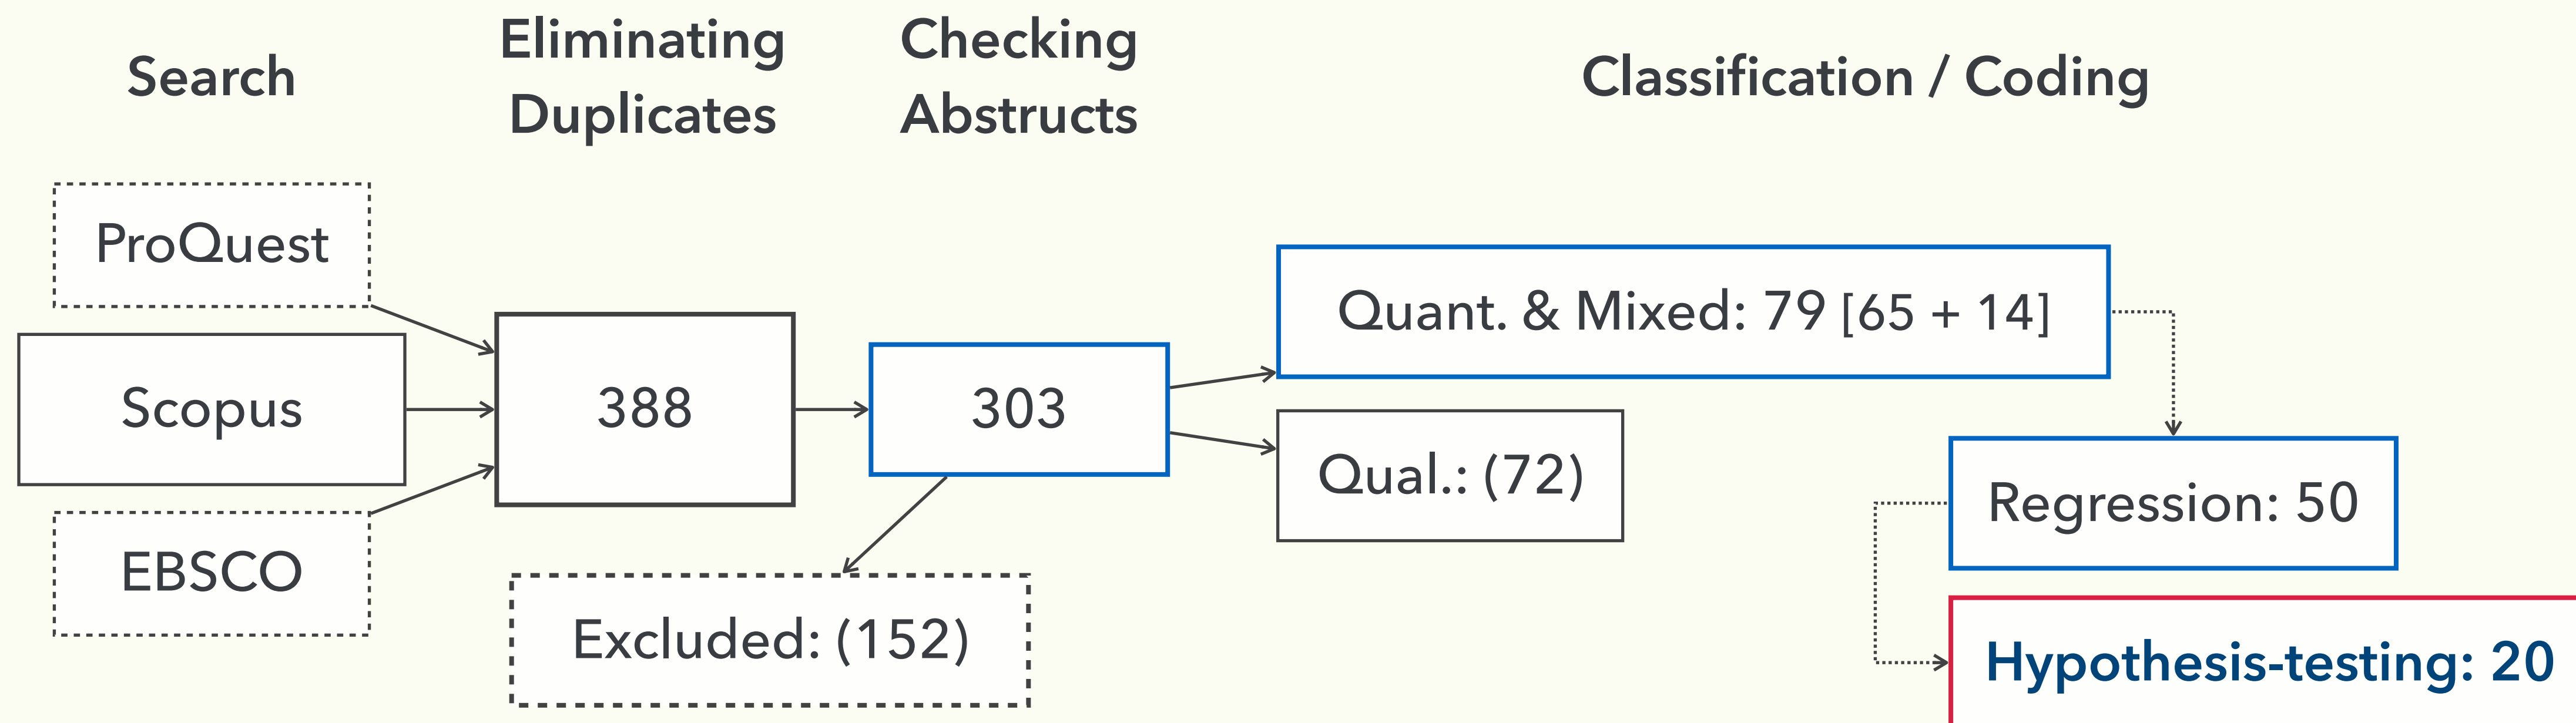 Search
Eliminating
Duplicates
Checking
Abstructs
Classification / Coding
ProQuest
Scopus
EBSCO
388
303
Excluded: (152)
Quant. & Mixed: 79 [65 + 14]
Qual.: (72)
Regression: 50
Hypothesis-testing: 20